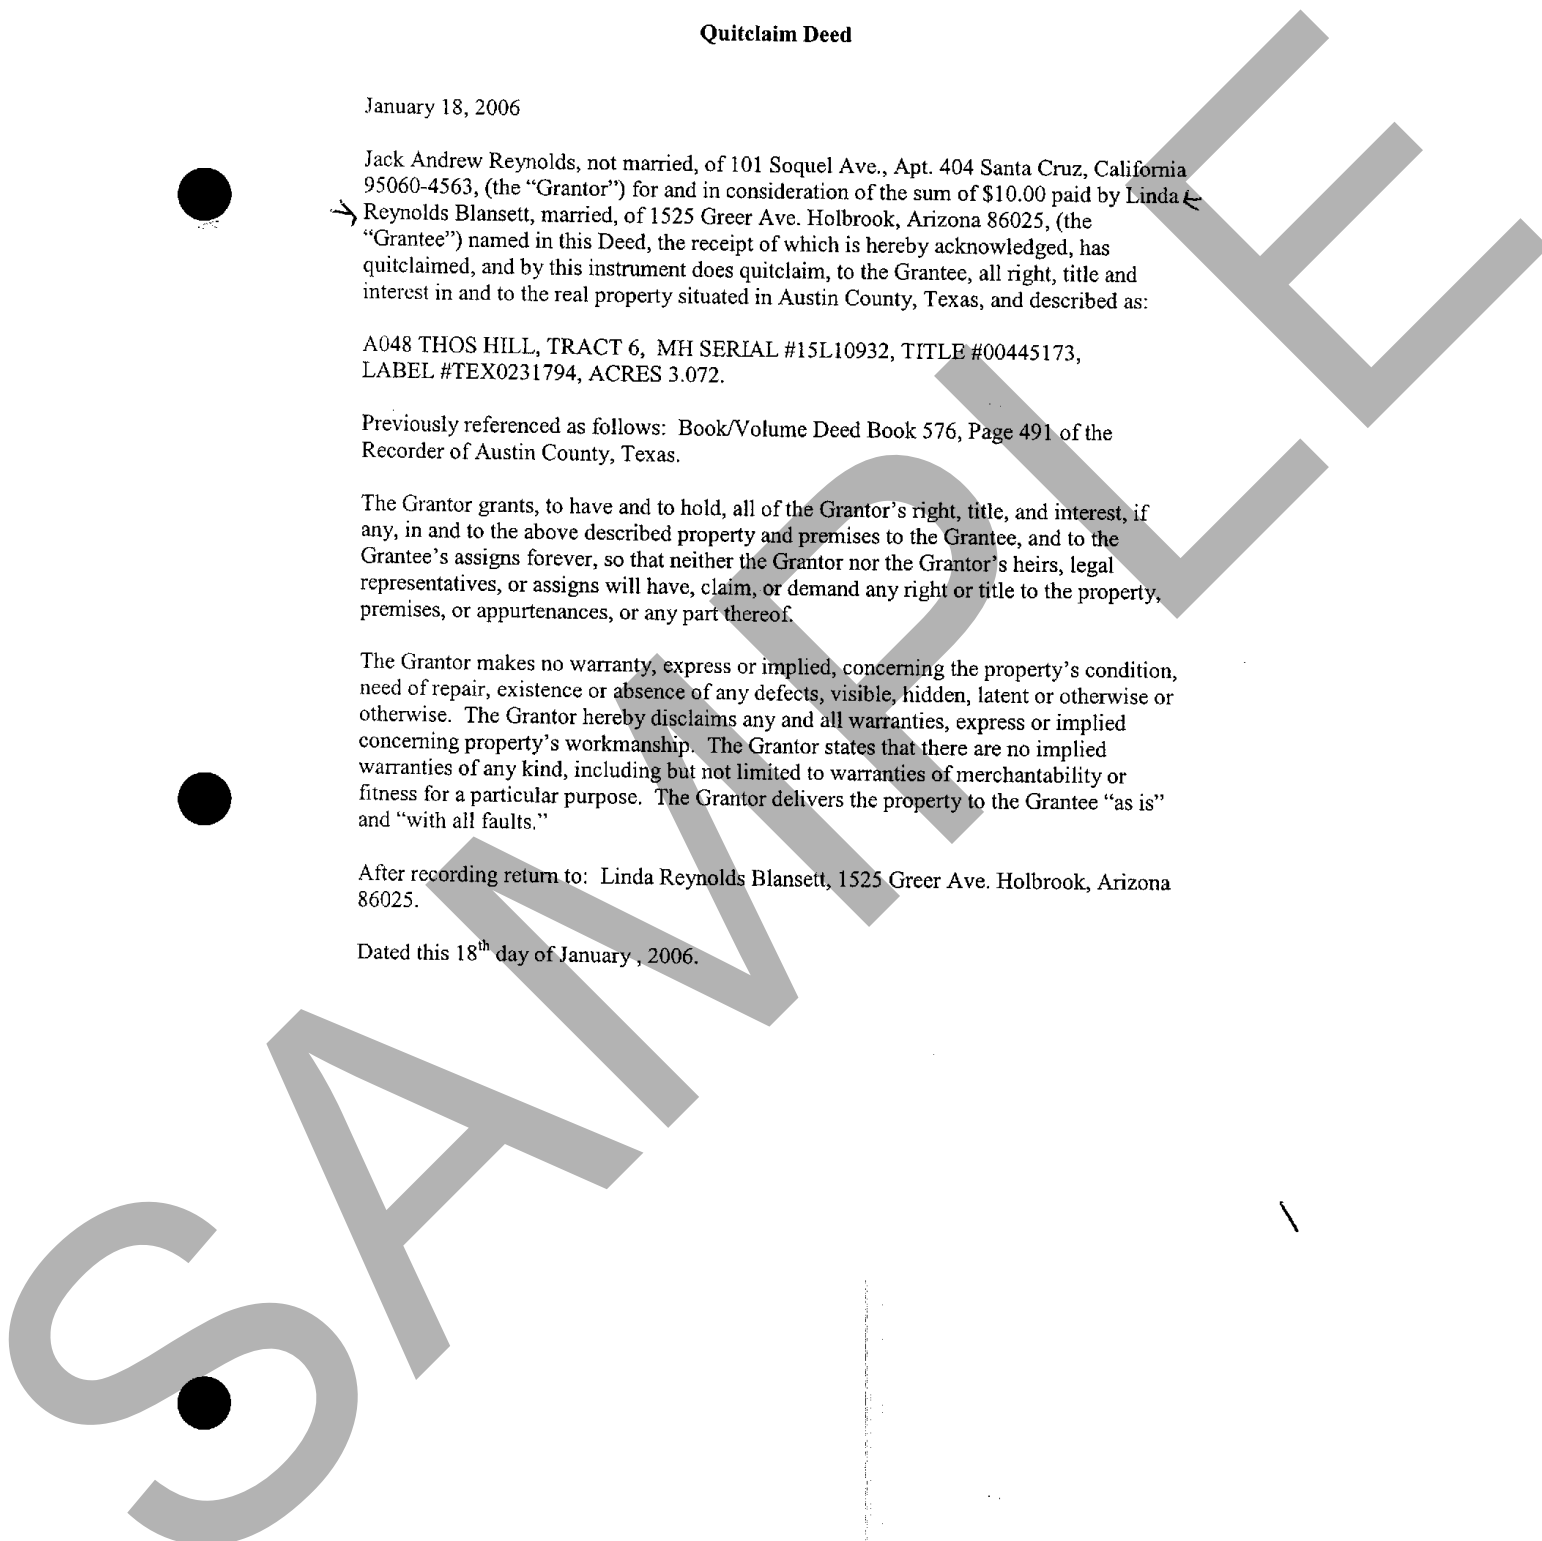 Quitclaim Deed
January 18, 2006
Jack Andrew Reynolds, not married, of 101 Soquel Ave., Apt. 404 Santa Cruz, California
95060-4563, (the “Grantor”) for and in consideration of the sum of $10.00 paid by Linda
Reynolds Blansett, married, of 1525 Greer Ave. Holbrook, Arizona 86025, (the
“Grantee”) named in this Deed, the receipt of which is hereby acknowledged, has
quitclaimed, and by this instrument does quitclaim, to the Grantee, all right, title and
interest in and to the real property situated in Austin County, Texas, and described as:
A048 THOS HILL, TRACT 6,  MH SERIAL #15L10932, TITLE #00445173,
LABEL #TEX0231794, ACRES 3.072.
Previously referenced as follows:  Book/Volume Deed Book 576, Page 491 of the
Recorder of Austin County, Texas.
The Grantor grants, to have and to hold, all of the Grantor’s right, title, and interest, if
any, in and to the above described property and premises to the Grantee, and to the
Grantee’s assigns forever, so that neither the Grantor nor the Grantor’s heirs, legal
representatives, or assigns will have, claim, or demand any right or title to the property,
premises, or appurtenances, or any part thereof.
The Grantor makes no warranty, express or implied, concerning the property’s condition,
need of repair, existence or absence of any defects, visible, hidden, latent or otherwise or
otherwise.  The Grantor hereby disclaims any and all warranties, express or implied
concerning property’s workmanship.  The Grantor states that there are no implied
warranties of any kind, including but not limited to warranties of merchantability or
fitness for a particular purpose.  The Grantor delivers the property to the Grantee “as is”
and “with all faults.”
After recording return to:  Linda Reynolds Blansett, 1525 Greer Ave. Holbrook, Arizona
86025.
Dated this 18th day of January , 2006.
SAMPLE